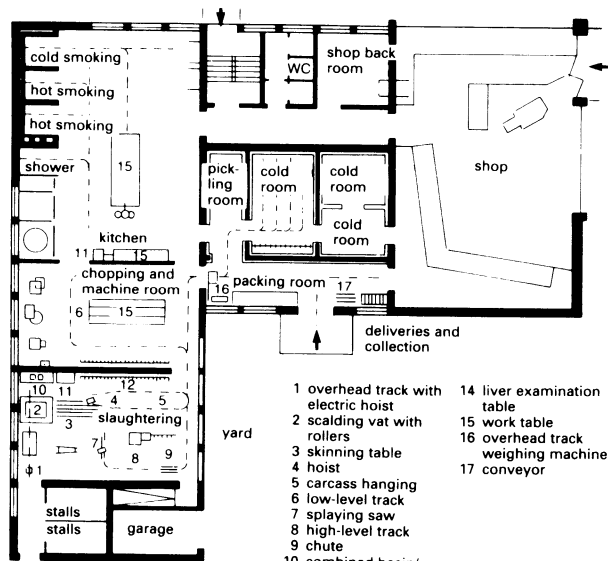 cold smoking
hot smoking
hot smoking
WC
shop back
room
15
shower
pick-
ling
room
cold
room
cold
room
cold
room
shop
kitchen
11
15
chopping and
machine room
6
15
16
packing room
17
deliveries and
collection
10
11
12
2
3
4
5
slaughtering
7
8
9
φ1
yard
stalls
stalls
garage
1 overhead track with
electric hoist
2 scalding vat with
rollers
3 skinning table
4 hoist
5 carcass hanging
6 low-level track
7 splaying saw
8 high-level track
9 chute
10 combined basin/
14 liver examination
table
15 work table
16 overhead track
weighing machine
17 conveyor